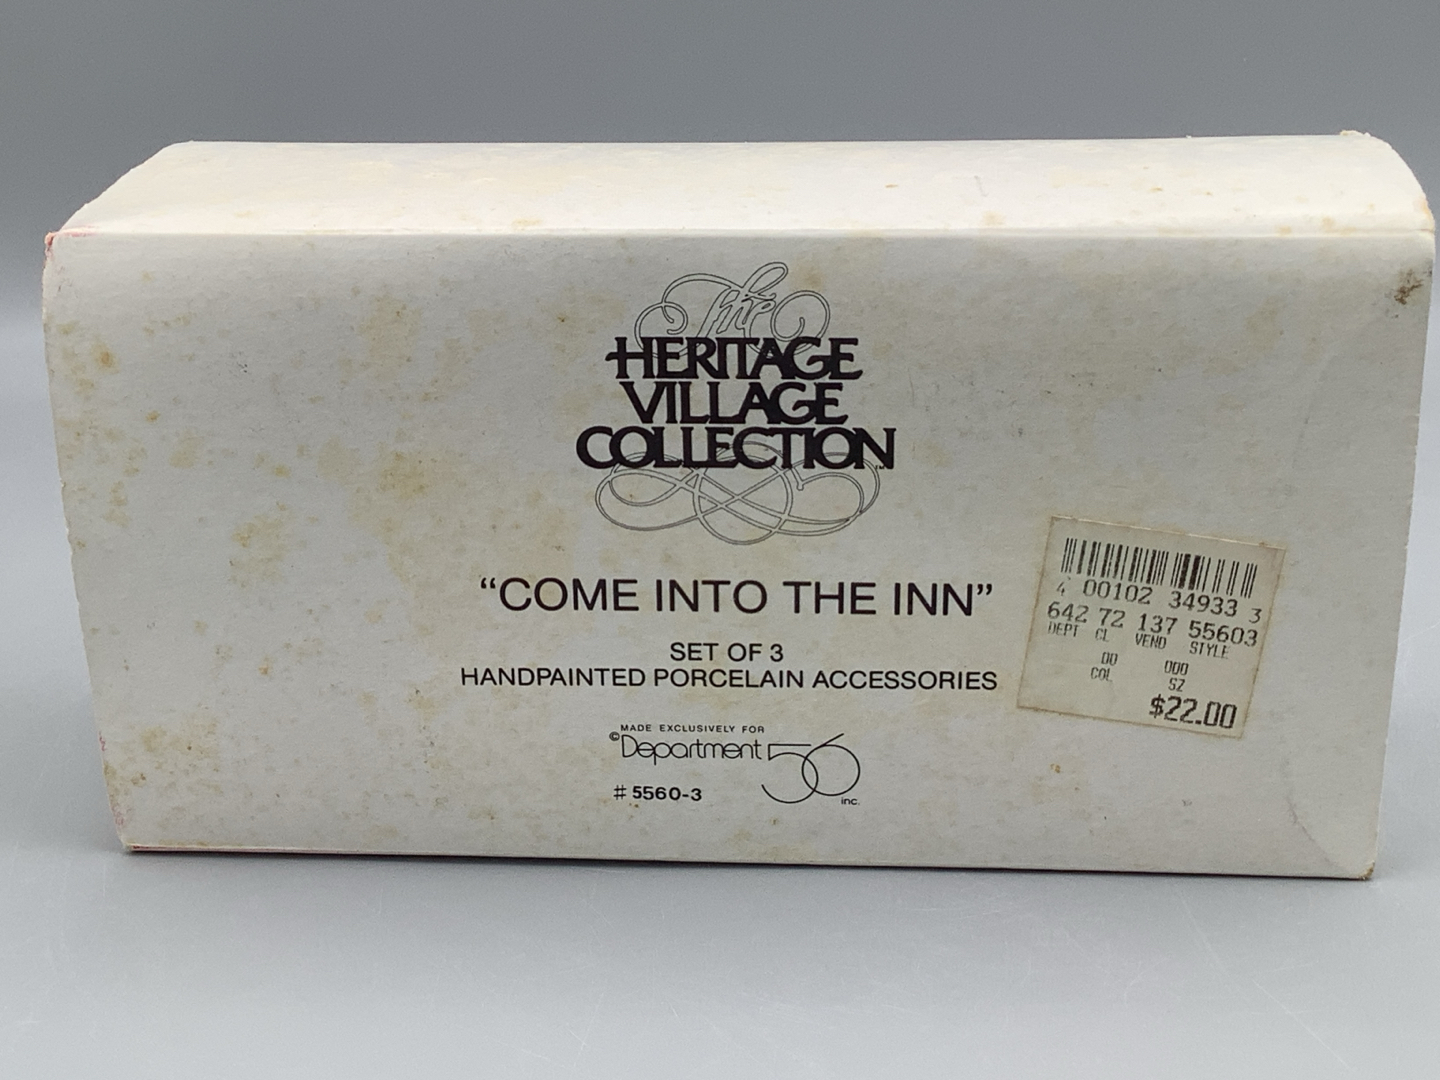 The
HERITAGE
VILLAGE
COLLECTION™
“COME INTO THE INN”
SET OF 3
HANDPAINTED PORCELAIN ACCESSORIES
MADE EXCLUSIVELY FOR
©Department 56 inc.
# 5560-3
4 00102 34933 3
642 72 137 55603
DEPT CL VEND STYLE
00 000
COL SZ
$22.00